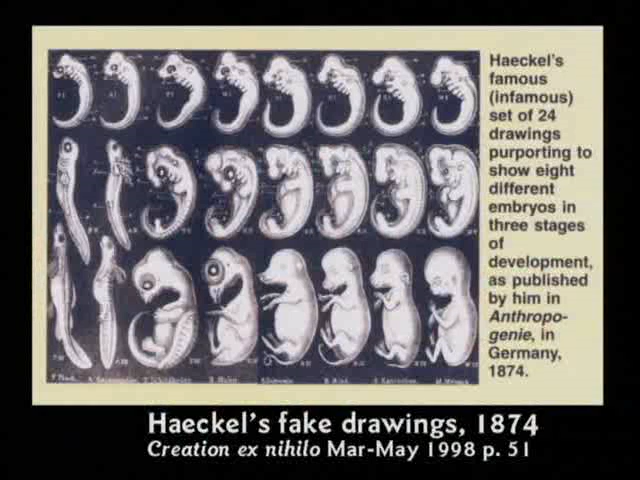 Haeckel's
famous
(infamous)
set of 24
drawings
purporting to
show eight
different
embryos in
three stages
of
development,
as published
by him in
Anthropo-
genie, in
Germany,
1874.
Haeckel's fake drawings, 1874
Creation ex nihilo Mar-May 1998 p. 51